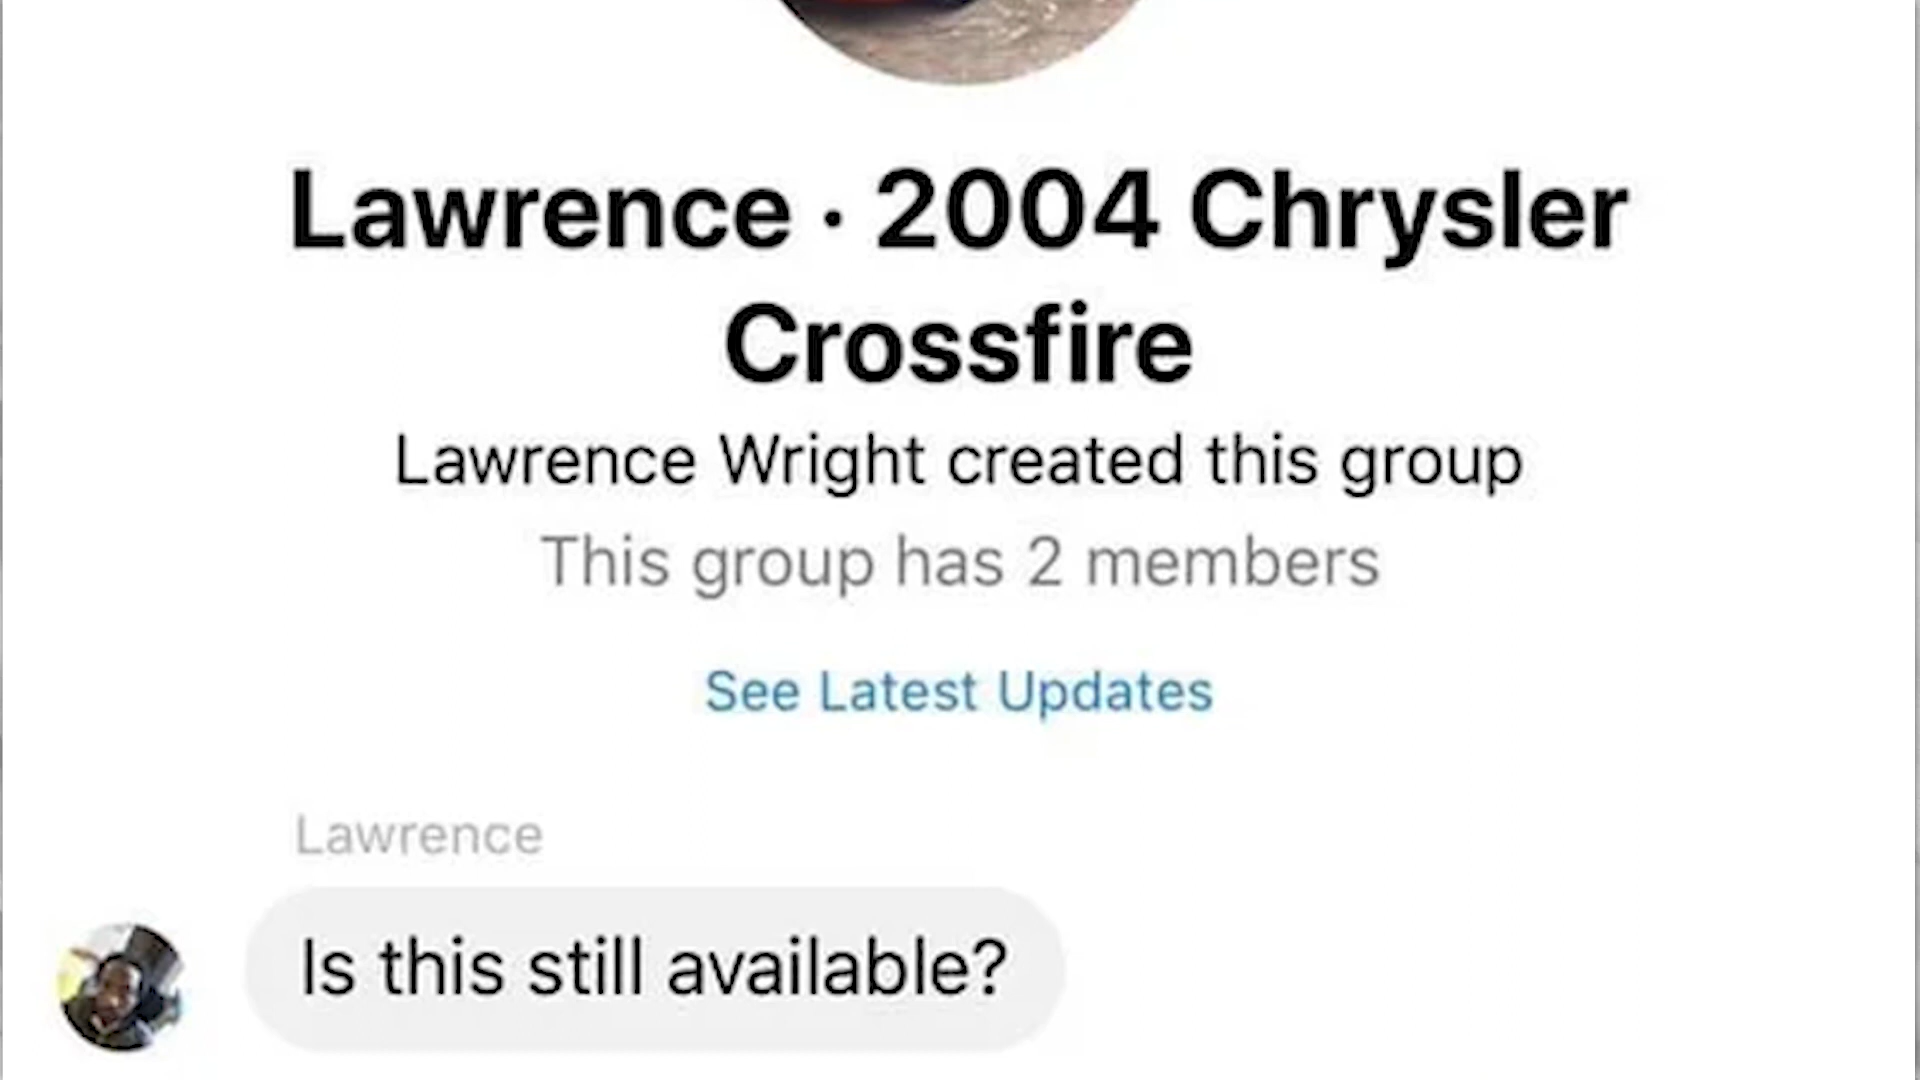 Lawrence · 2004 Chrysler
Crossfire
Lawrence Wright created this group
This group has 2 members
See Latest Updates
Lawrence
Is this still available?